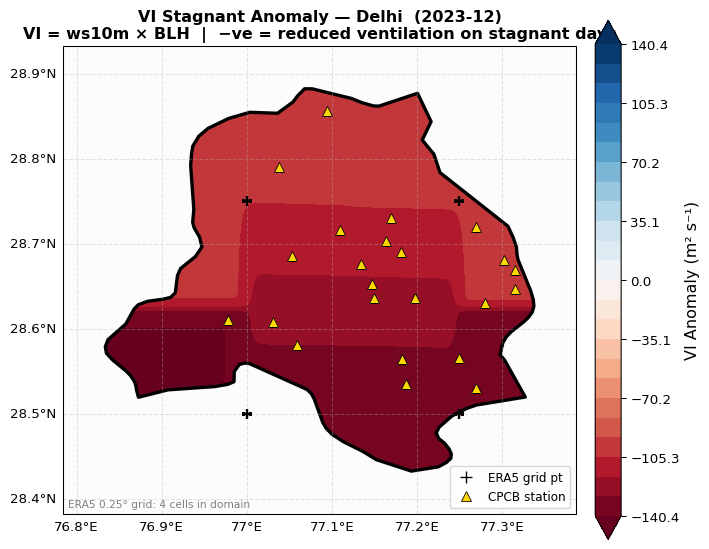 VI Stagnant Anomaly — Delhi  (2023-12)
VI = ws10m × BLH  |  −ve = reduced ventilation on stagnant day
28.9°N
28.8°N
28.7°N
28.6°N
28.5°N
28.4°N
76.8°E
76.9°E
77°E
77.1°E
77.2°E
77.3°E
ERA5 0.25° grid: 4 cells in domain
ERA5 grid pt
CPCB station
140.4
105.3
70.2
35.1
0.0
−35.1
−70.2
−105.3
−140.4
VI Anomaly (m² s⁻¹)